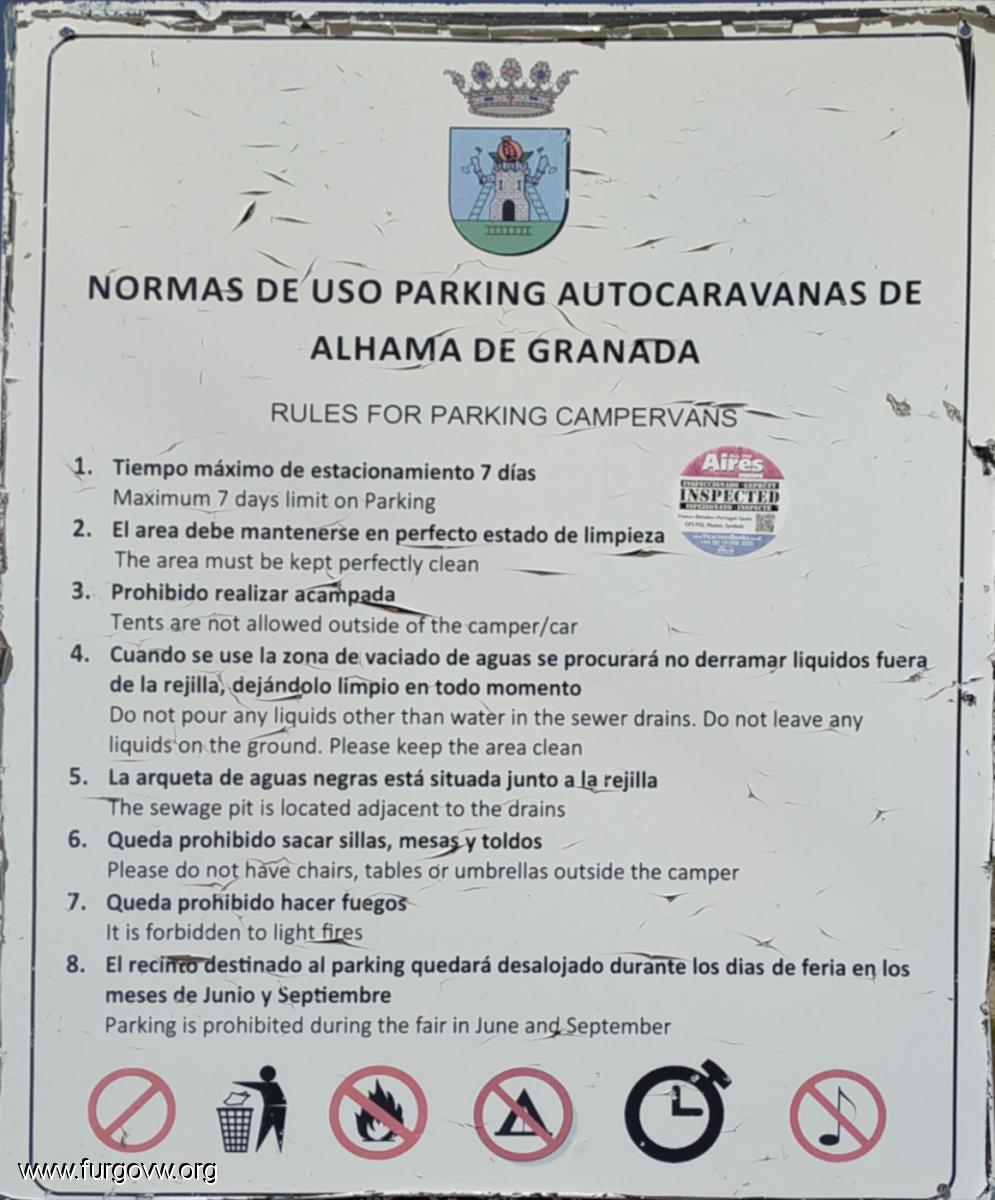 NORMAS DE USO PARKING AUTOCARAVANAS DE
ALHAMA DE GRANADA
RULES FOR PARKING CAMPERVANS
1. Tiempo máximo de estacionamiento 7 días
Maximum 7 days limit on Parking
Aires
INSPECCIONADO GEPRÜFT
INSPECTED
ISPEZIONATO INSPECTE
2. El area debe mantenerse en perfecto estado de limpieza
The area must be kept perfectly clean
3. Prohibido realizar acampada
Tents are not allowed outside of the camper/car
4. Cuando se use la zona de vaciado de aguas se procurará no derramar liquidos fuera
de la rejilla, dejándolo limpio en todo momento
Do not pour any liquids other than water in the sewer drains. Do not leave any
liquids on the ground. Please keep the area clean
5. La arqueta de aguas negras está situada junto a la rejilla
The sewage pit is located adjacent to the drains
6. Queda prohibido sacar sillas, mesas y toldos
Please do not have chairs, tables or umbrellas outside the camper
7. Queda prohibido hacer fuegos
It is forbidden to light fires
8. El recinto destinado al parking quedará desalojado durante los dias de feria en los
meses de Junio y Septiembre
Parking is prohibited during the fair in June and September
www.furgovw.org